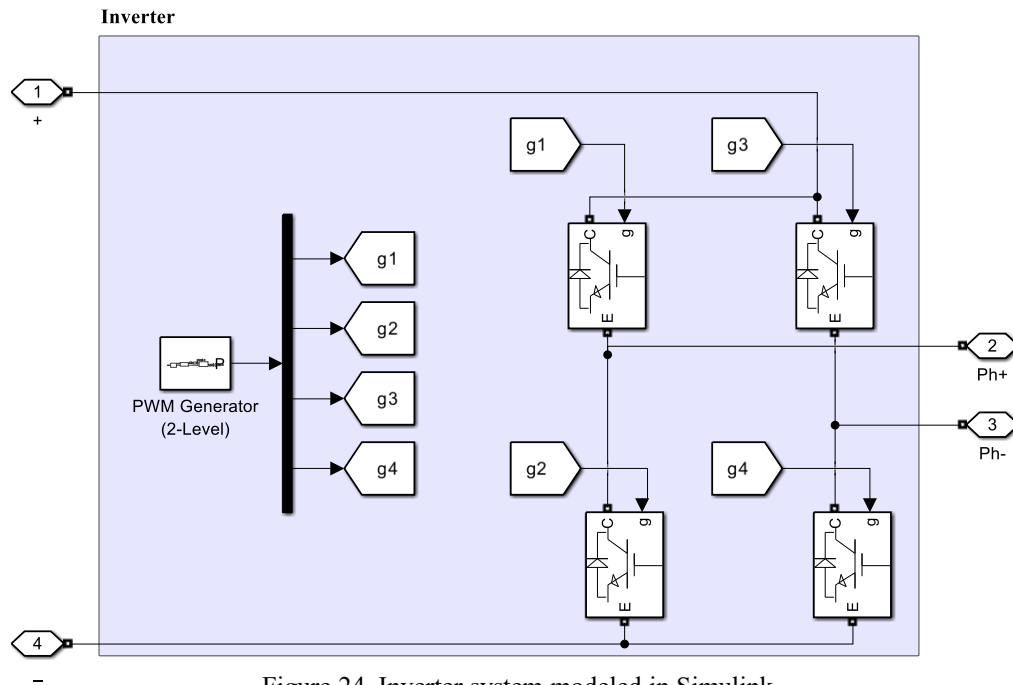 Inverter
1
+
g1
g3
C
g
E
C
g
E
g1
g2
g3
g4
PWM Generator
(2-Level)
2
Ph+
3
Ph-
g2
g4
C
g
E
C
g
E
4
-
Figure 24. Inverter system modeled in Simulink